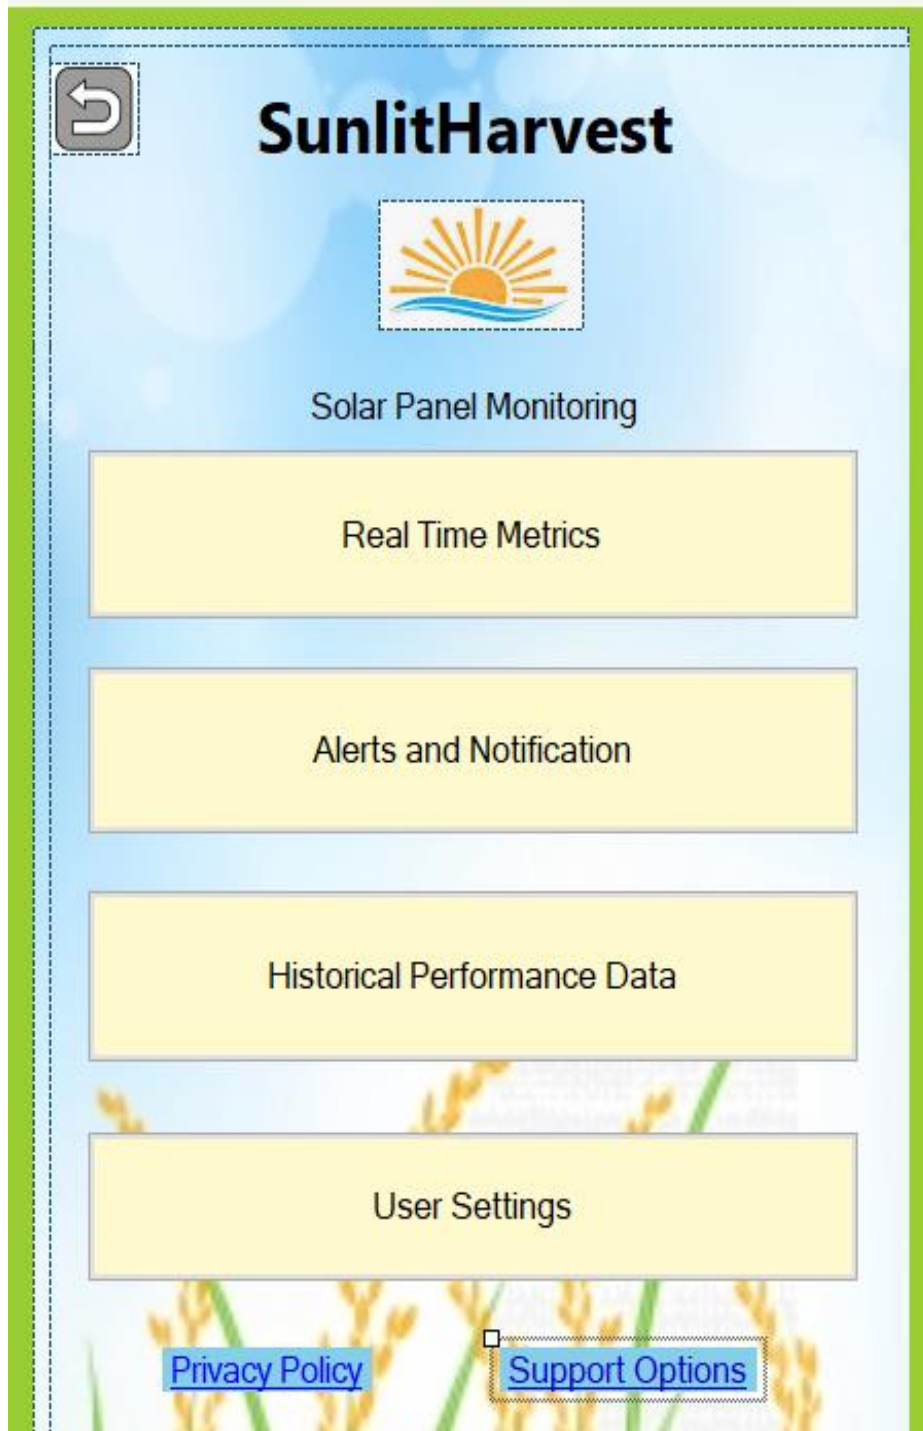 SunlitHarvest
Solar Panel Monitoring
Real Time Metrics
Alerts and Notification
Historical Performance Data
User Settings
Privacy Policy
Support Options